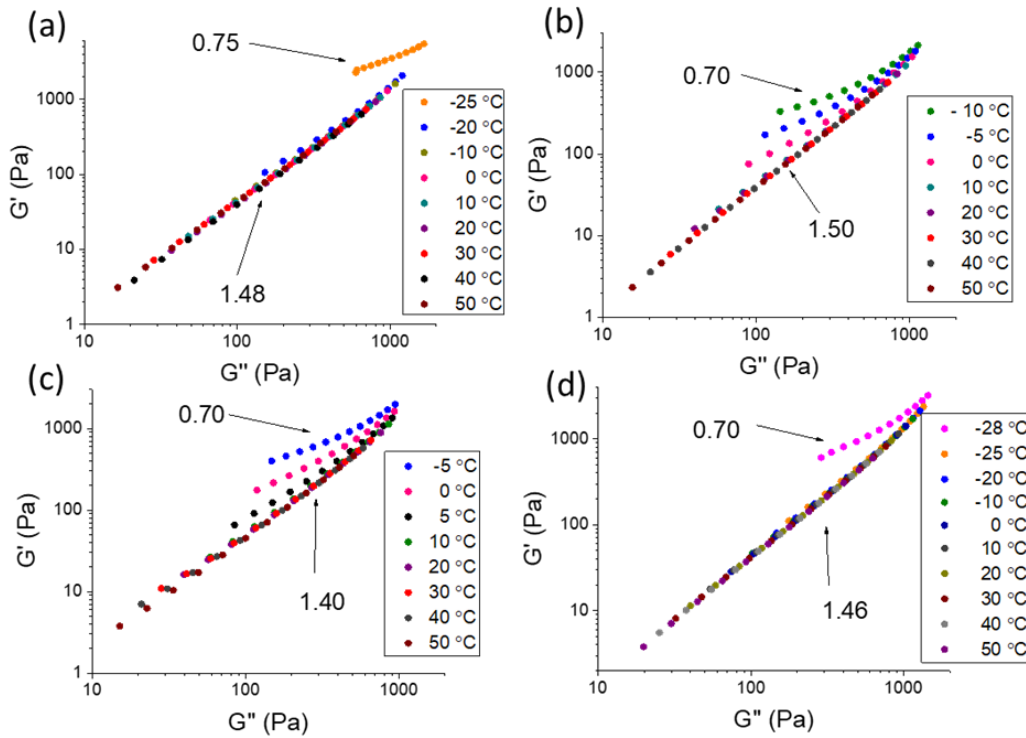 (a)
0.75
1.48
1000
100
10
1
10
100
1000
G' (Pa)
G'' (Pa)
-25 °C
-20 °C
-10 °C
0 °C
10 °C
20 °C
30 °C
40 °C
50 °C
(b)
0.70
1.50
1000
100
10
1
10
100
1000
G' (Pa)
G'' (Pa)
- 10 °C
-5 °C
0 °C
10 °C
20 °C
30 °C
40 °C
50 °C
(c)
0.70
1.40
1000
100
10
1
10
100
1000
G' (Pa)
G'' (Pa)
-5 °C
0 °C
5 °C
10 °C
20 °C
30 °C
40 °C
50 °C
(d)
0.70
1.46
1000
100
10
1
10
100
1000
G' (Pa)
G'' (Pa)
-28 °C
-25 °C
-20 °C
-10 °C
0 °C
10 °C
20 °C
30 °C
40 °C
50 °C